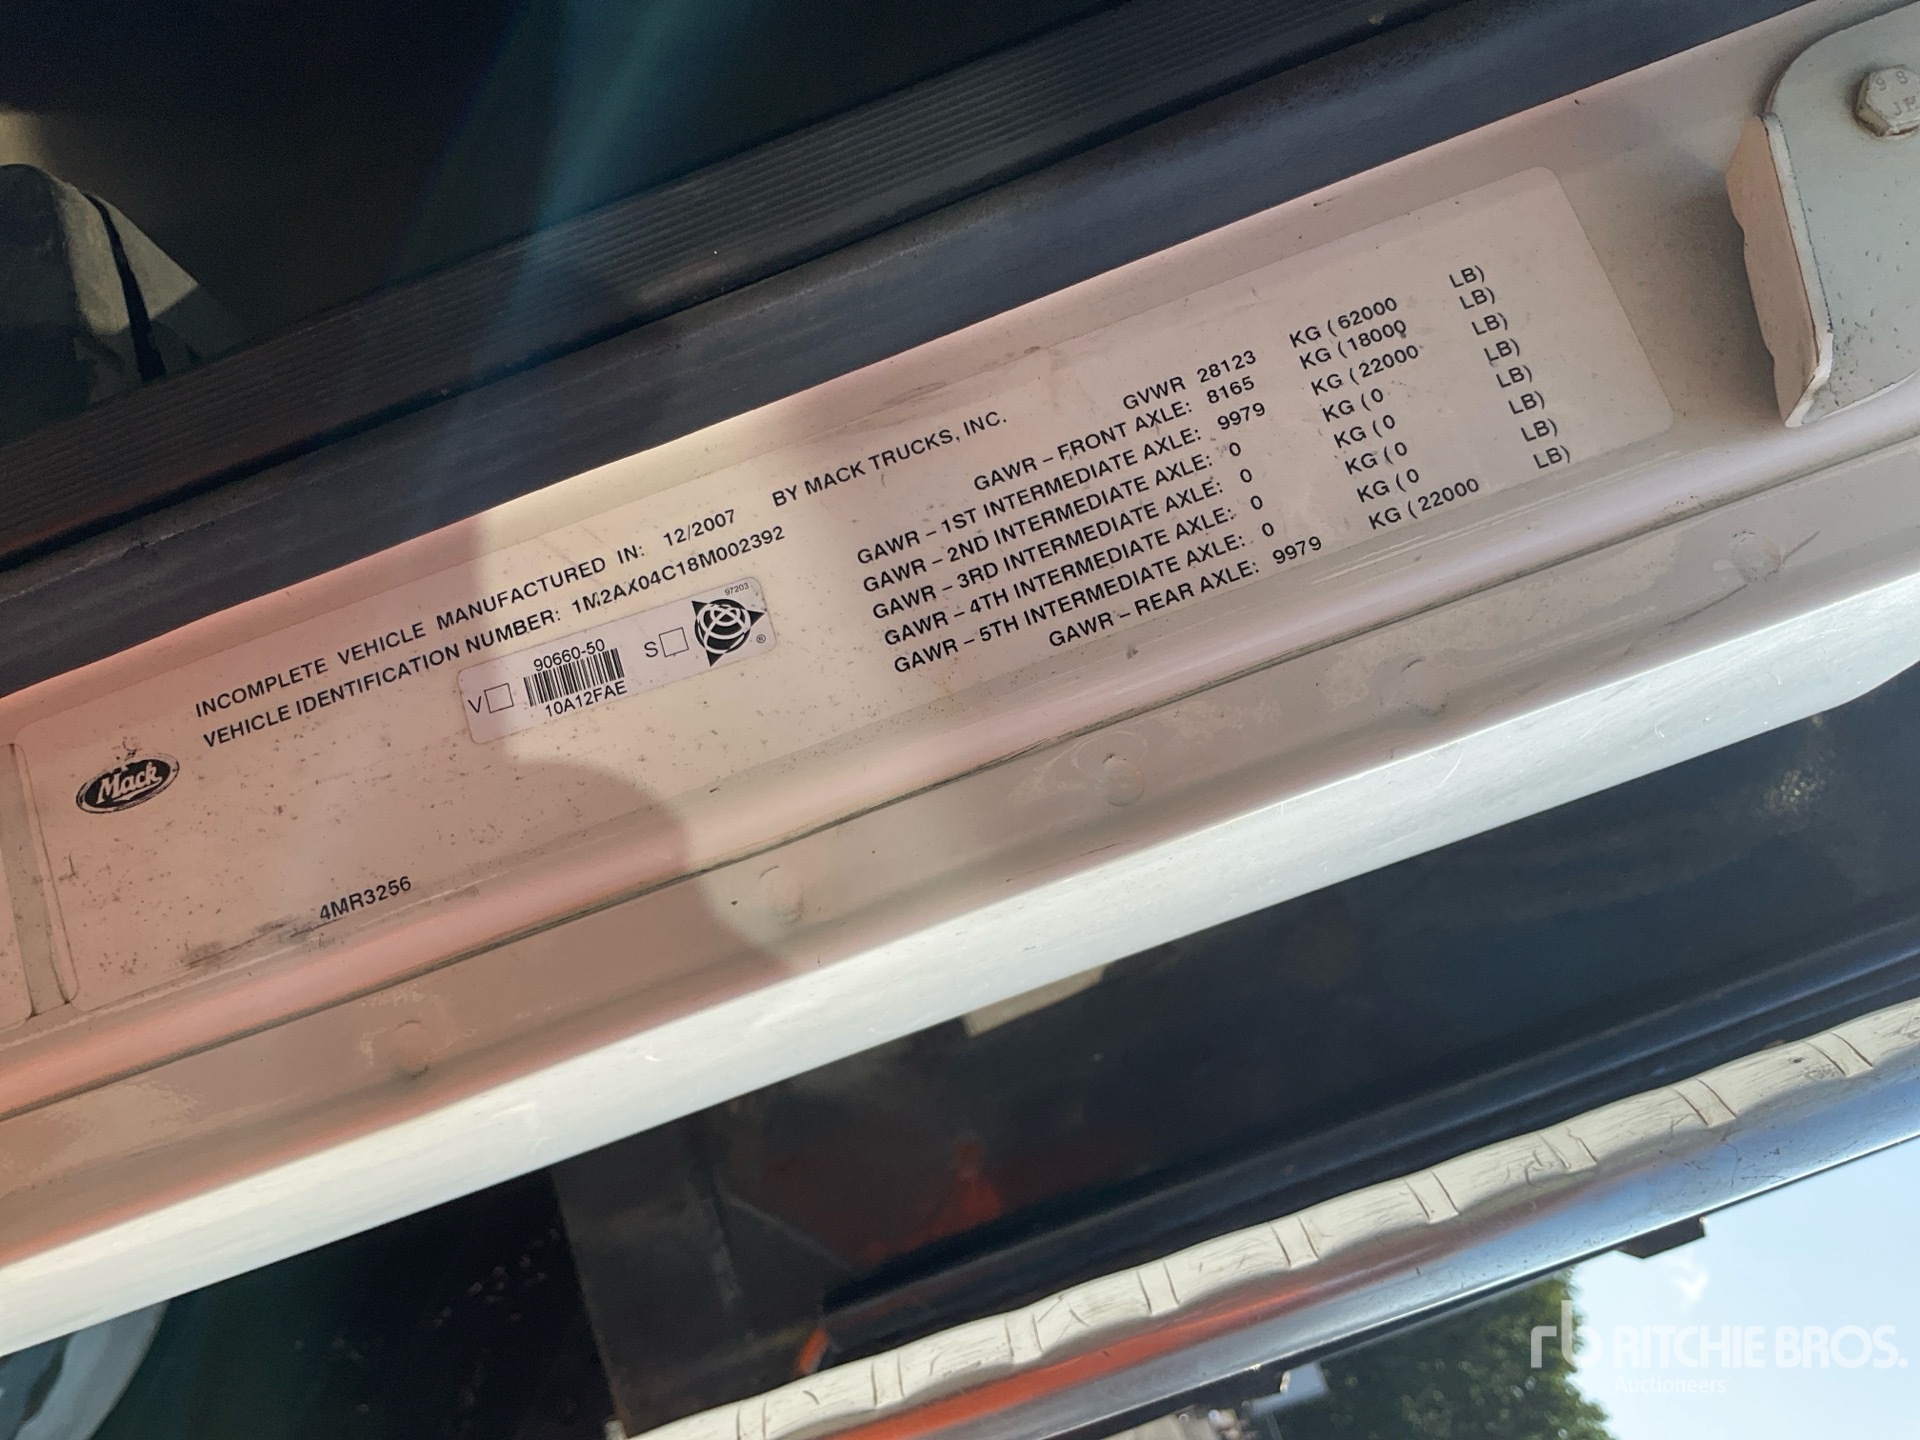 INCOMPLETE VEHICLE MANUFACTURED IN: 12/2007 BY MACK TRUCKS, INC.
VEHICLE IDENTIFICATION NUMBER: 1M2AX04C18M002392
V 90660-50 S 97203
10A12FAE ®
Mack
4MR3256
GVWR 28123 KG (62000 LB)
GAWR – FRONT AXLE: 8165 KG (18000 LB)
GAWR – 1ST INTERMEDIATE AXLE: 9979 KG (22000 LB)
GAWR – 2ND INTERMEDIATE AXLE: 0 KG (0 LB)
GAWR – 3RD INTERMEDIATE AXLE: 0 KG (0 LB)
GAWR – 4TH INTERMEDIATE AXLE: 0 KG (0 LB)
GAWR – 5TH INTERMEDIATE AXLE: 0 KG (0 LB)
GAWR – REAR AXLE: 9979 KG (22000 LB)
rb RITCHIE BROS.
Auctioneers